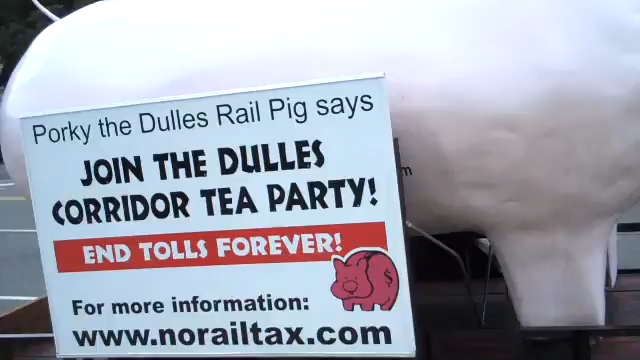 Porky the Dulles Rail Pig says
JOIN THE DULLES
CORRIDOR TEA PARTY!
END TOLLS FOREVER!
$
For more information:
www.norailtax.com